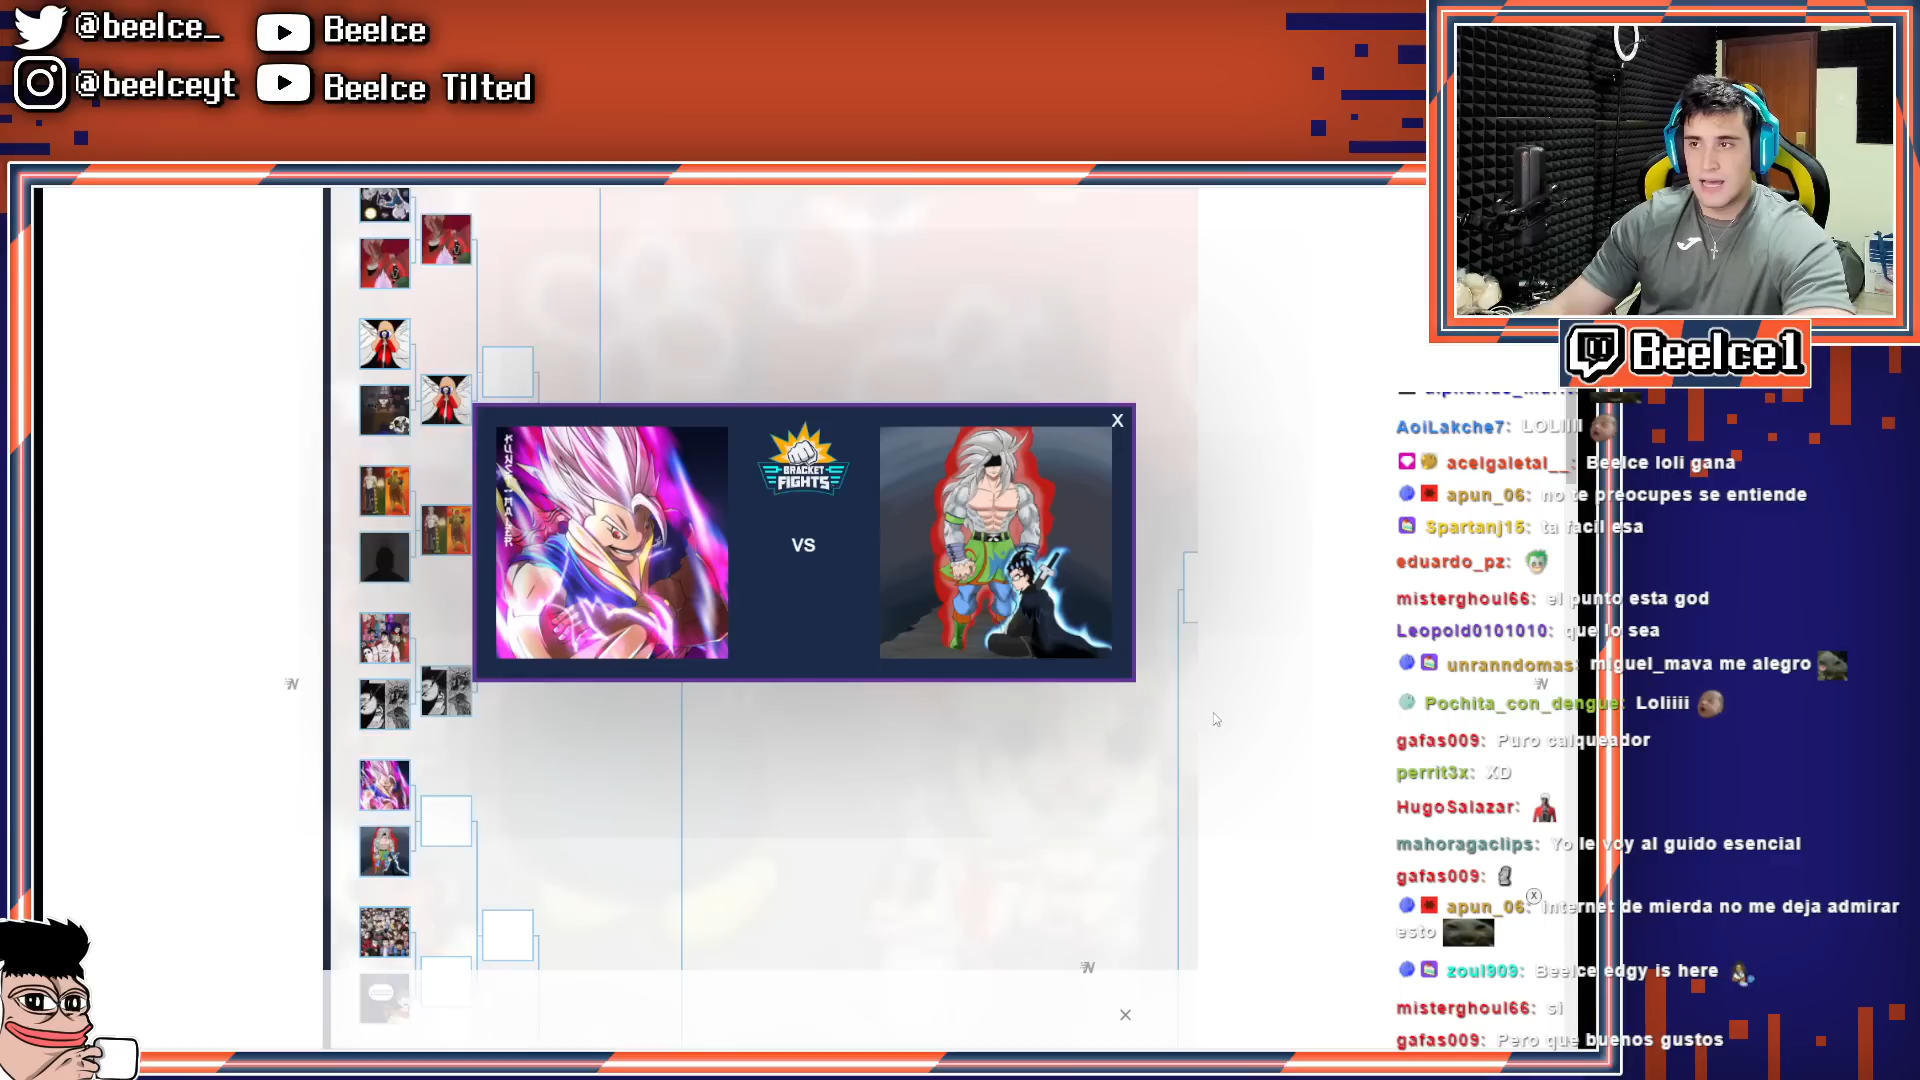 @beelce_
Beelce
@beelceyt
Beelce Tilted
Beelce1
KUNST-MALER
BRACKET
FIGHTS
VS
X
AoiLakche7: LOLIIII
acelgaletal__: Beelce loli gana
apun_06: no te preocupes se entiende
Spartanj15: ta facil esa
eduardo_pz:
misterghoul66: el punto esta god
Leopold0101010: que lo sea
unranndomas: miguel_mava me alegro
Pochita_con_dengue: Loliiii
gafas009: Puro calqueador
perrit3x: XD
HugoSalazar:
mahoragaclips: Yo le voy al guido esencial
gafas009:
apun_06: internet de mierda no me deja admirar
esto
zoul909: Beelce edgy is here
misterghoul66: si
gafas009: Pero que buenos gustos